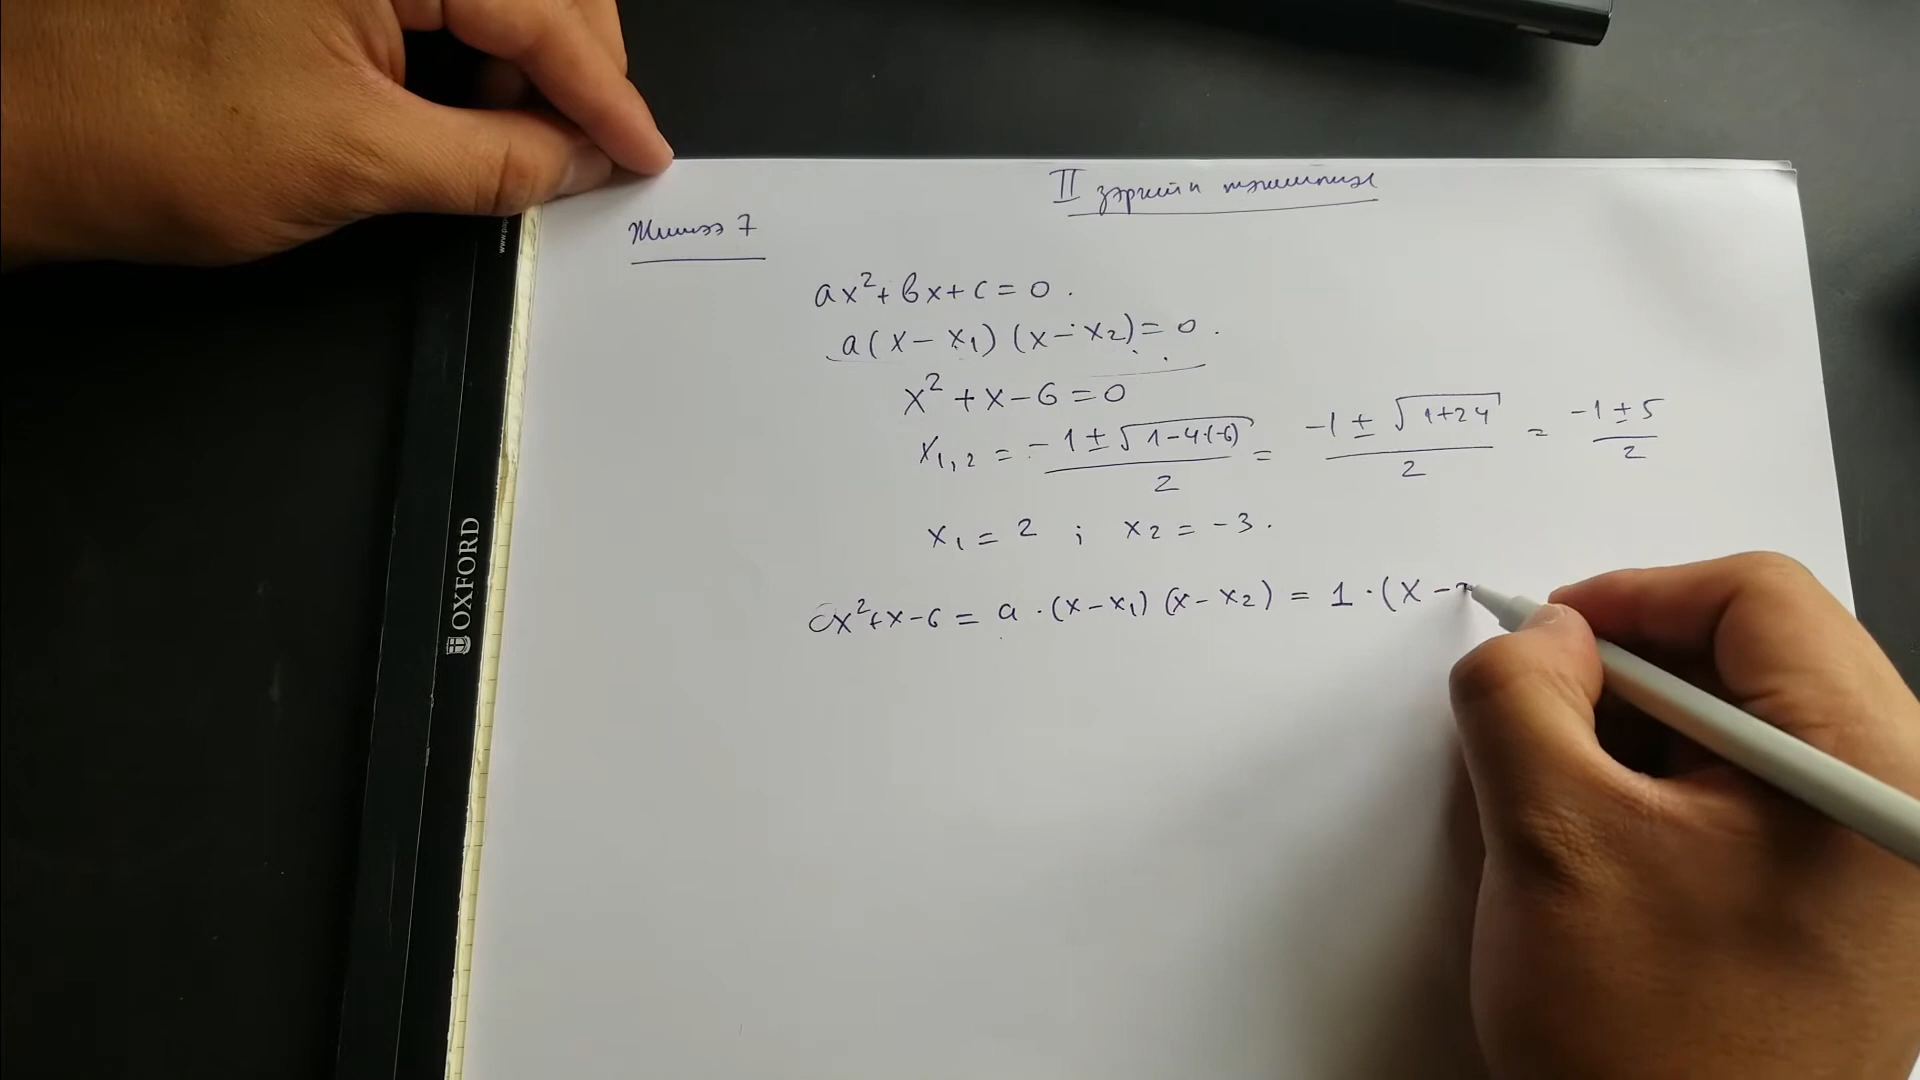 II зэргийн тэгшитгэл
Жишээ 7
ax²+bx+c=0.
a(x-x₁)(x-x₂)=0.
x²+x-6=0
x₁,₂ = (-1±√(1-4·(-6)))/2 = (-1±√(1+24))/2 = (-1±5)/2
x₁=2 ; x₂=-3.
x²+x-6 = a·(x-x₁)(x-x₂) = 1·(x-
OXFORD